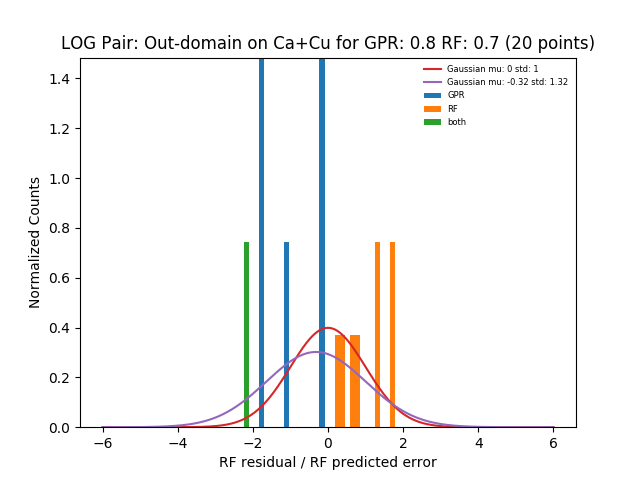 LOG Pair: Out-domain on Ca+Cu for GPR: 0.8 RF: 0.7 (20 points)
Gaussian mu: 0 std: 1
Gaussian mu: -0.32 std: 1.32
GPR
RF
both
Normalized Counts
1.4
1.2
1.0
0.8
0.6
0.4
0.2
0.0
−6 −4 −2 0 2 4 6
RF residual / RF predicted error